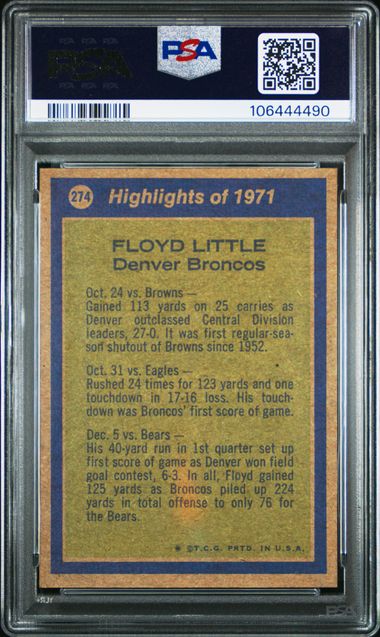 PSA
PSA
106444490
274 Highlights of 1971
FLOYD LITTLE
Denver Broncos
Oct. 24 vs. Browns —
Gained 113 yards on 25 carries as
Denver outclassed Central Division
leaders, 27-0. It was first regular-sea-
son shutout of Browns since 1952.
Oct. 31 vs. Eagles —
Rushed 24 times for 123 yards and one
touchdown in 17-16 loss. His touch-
down was Broncos' first score of game.
Dec. 5 vs. Bears —
His 40-yard run in 1st quarter set up
first score of game as Denver won field
goal contest, 6-3. In all, Floyd gained
125 yards as Broncos piled up 224
yards in total offense to only 76 for
the Bears.
✱ © T.C.G. PRTD. IN U.S.A.
PSA